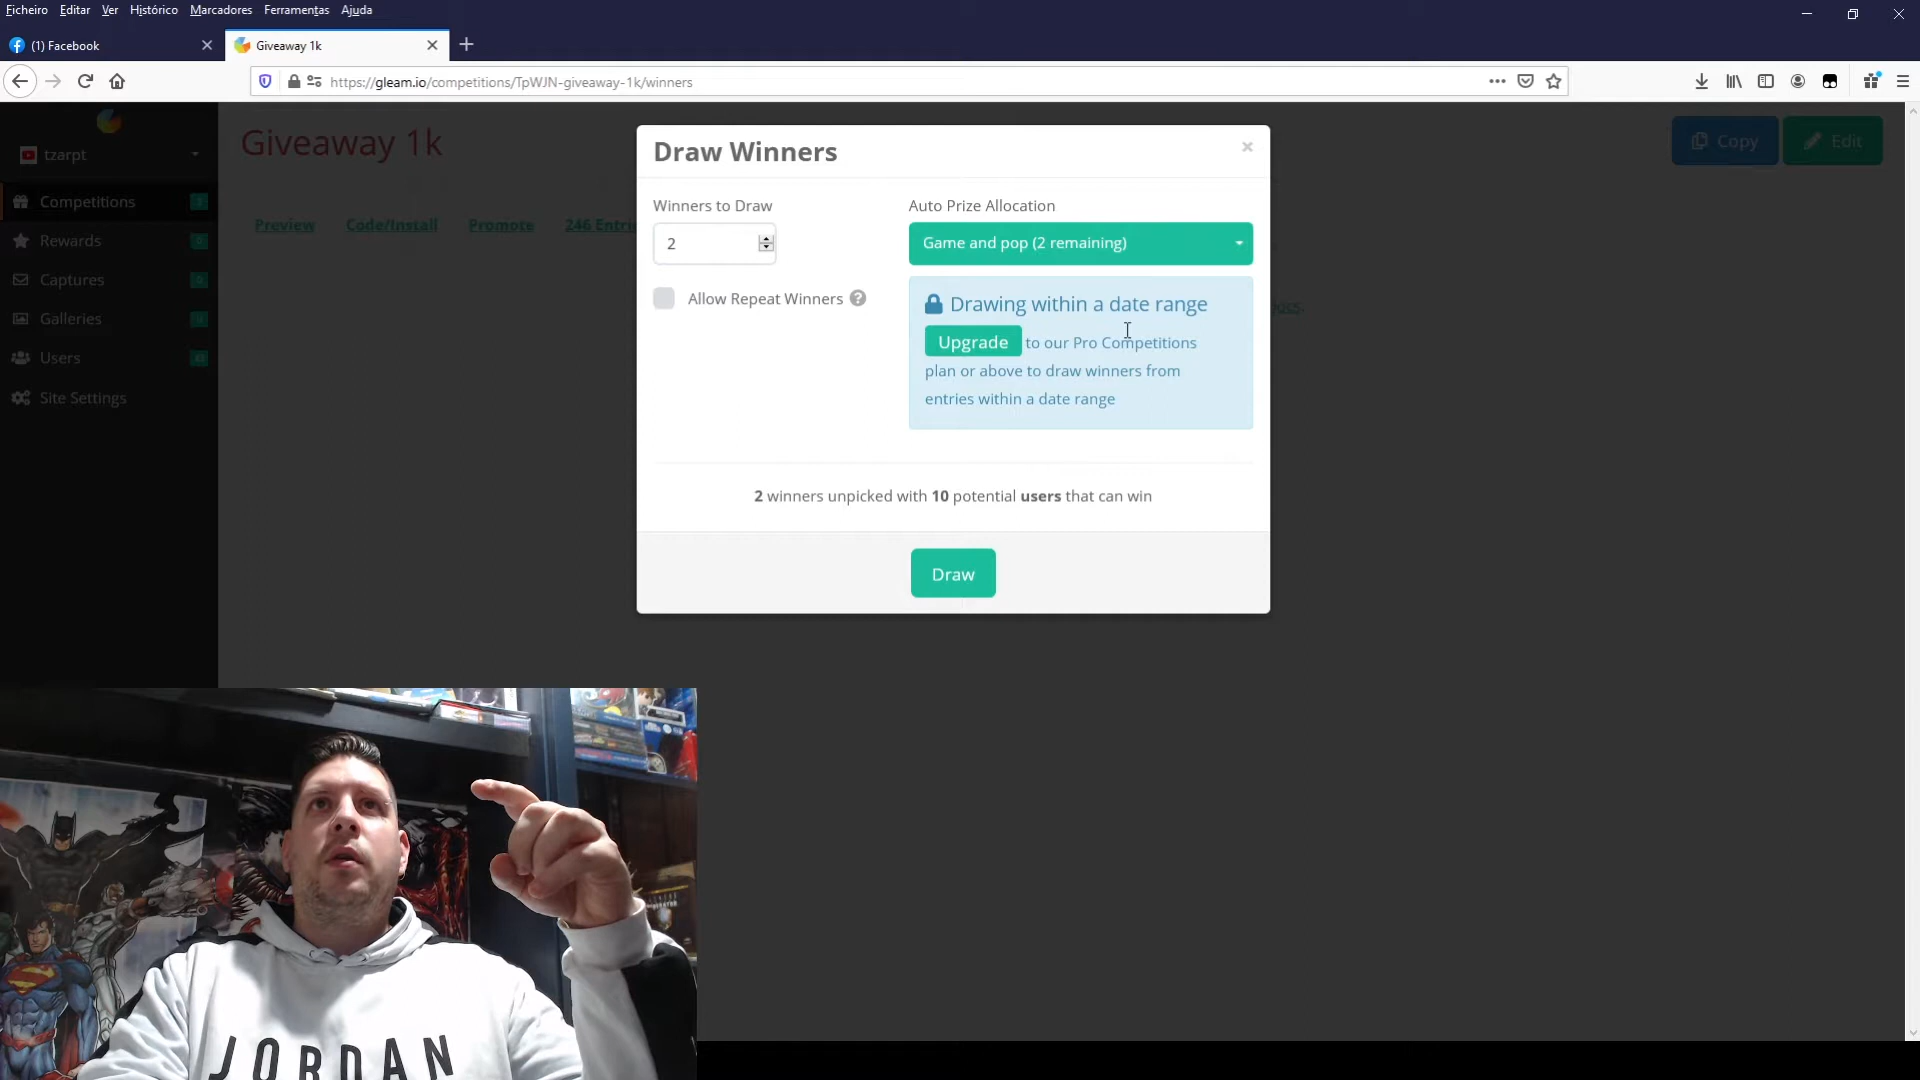 Ficheiro Editar Ver Histórico Marcadores Ferramentas Ajuda
(1) Facebook
Giveaway 1k
https://gleam.io/competitions/TpWJN-giveaway-1k/winners
tzarpt
Competitions
Rewards
Captures
Galleries
Users
Site Settings
Giveaway 1k
Copy
Edit
Preview Code/Install Promote 246 Entrie
Draw Winners
Winners to Draw
2
Allow Repeat Winners
Auto Prize Allocation
Game and pop (2 remaining)
Drawing within a date range
Upgrade to our Pro Competitions
plan or above to draw winners from
entries within a date range
2 winners unpicked with 10 potential users that can win
Draw
JORDAN